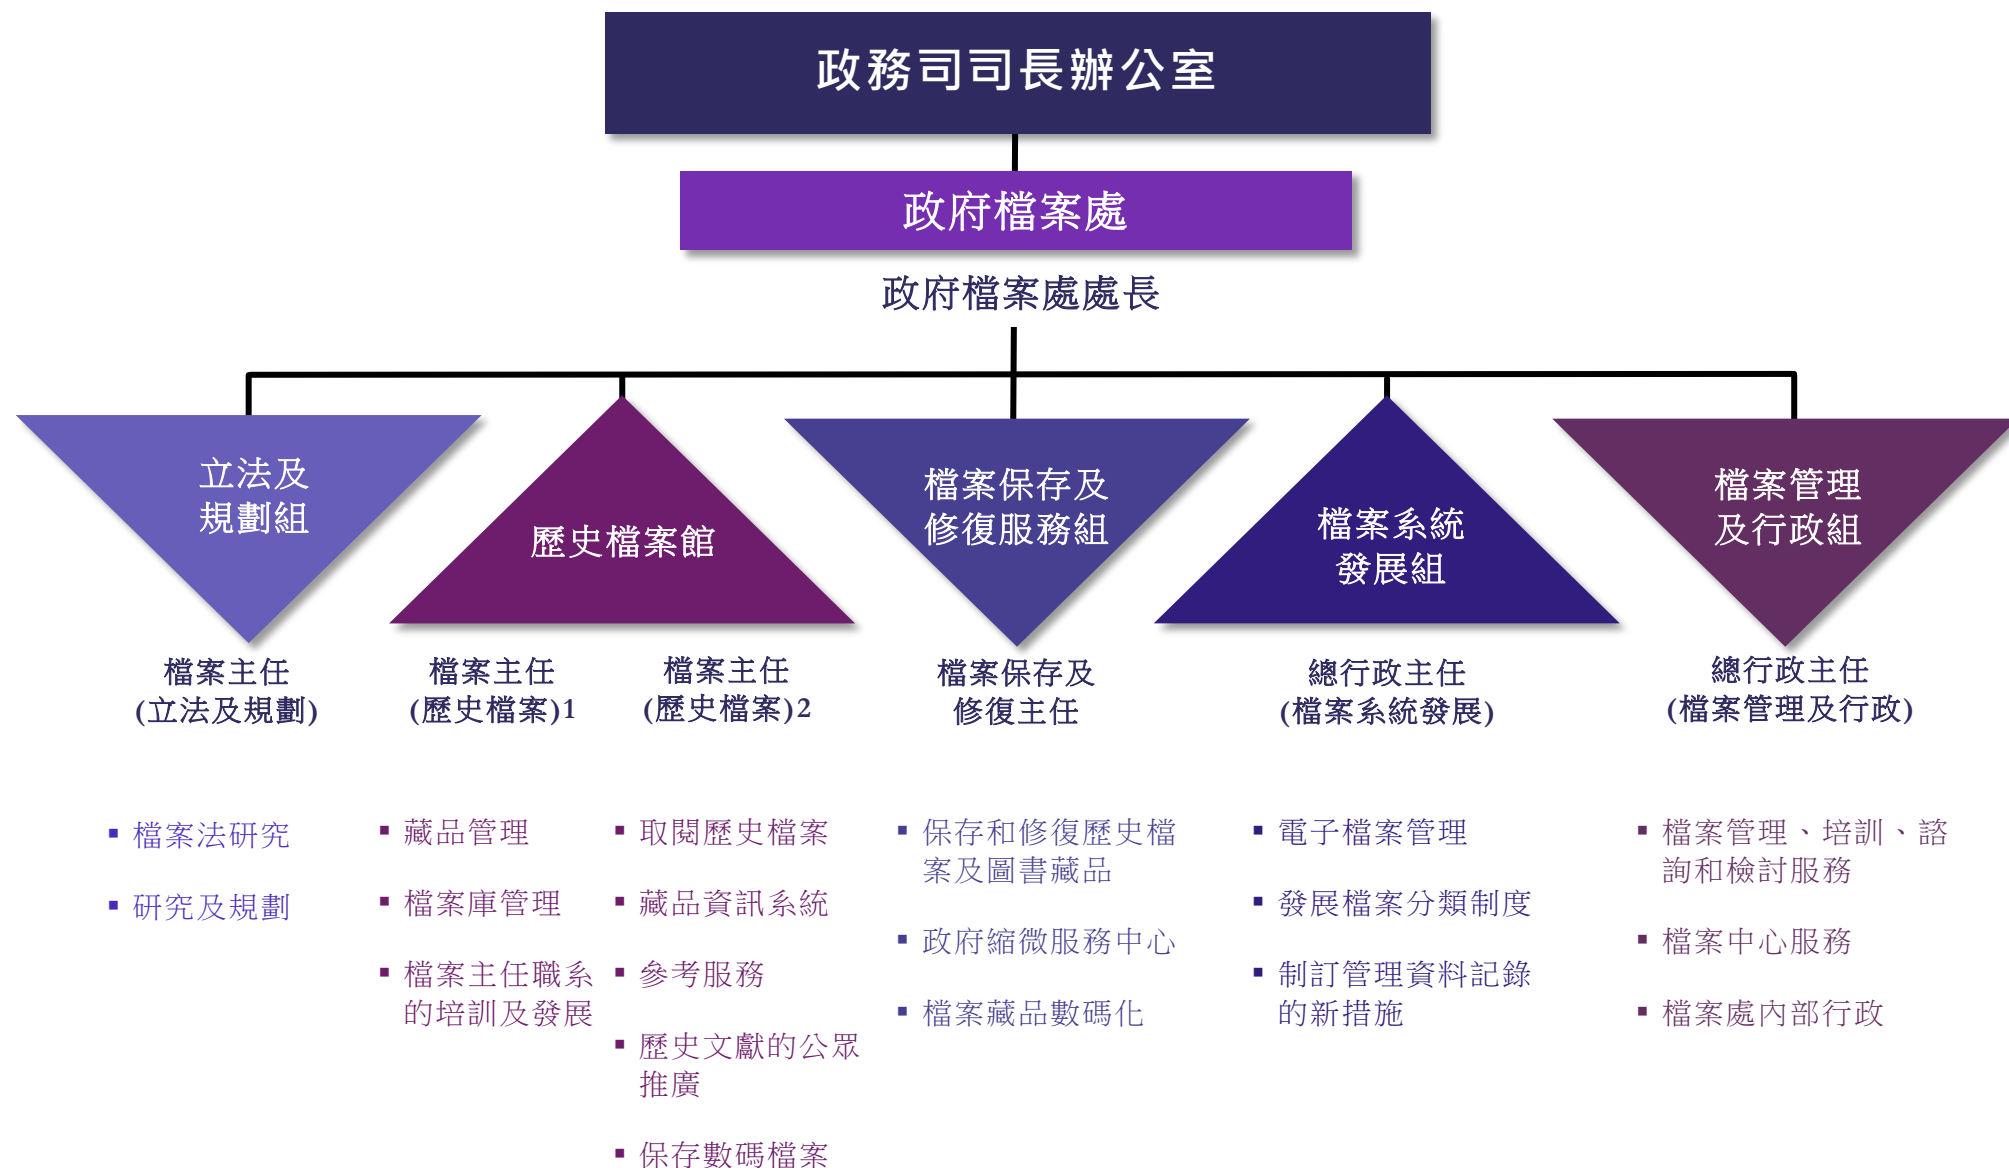 政務司司長辦公室
政府檔案處
政府檔案處處長
立法及
規劃組
歷史檔案館
檔案保存及
修復服務組
檔案系統
發展組
檔案管理
及行政組
檔案主任
(立法及規劃)
檔案主任
(歷史檔案)1
檔案主任
(歷史檔案)2
檔案保存及
修復主任
總行政主任
(檔案系統發展)
總行政主任
(檔案管理及行政)
▪ 檔案法研究
▪ 研究及規劃
▪ 藏品管理
▪ 檔案庫管理
▪ 檔案主任職系
的培訓及發展
▪ 取閱歷史檔案
▪ 藏品資訊系統
▪ 參考服務
▪ 歷史文獻的公眾
推廣
▪ 保存數碼檔案
▪ 保存和修復歷史檔
案及圖書藏品
▪ 政府縮微服務中心
▪ 檔案藏品數碼化
▪ 電子檔案管理
▪ 發展檔案分類制度
▪ 制訂管理資料記錄
的新措施
▪ 檔案管理、培訓、諮
詢和檢討服務
▪ 檔案中心服務
▪ 檔案處內部行政